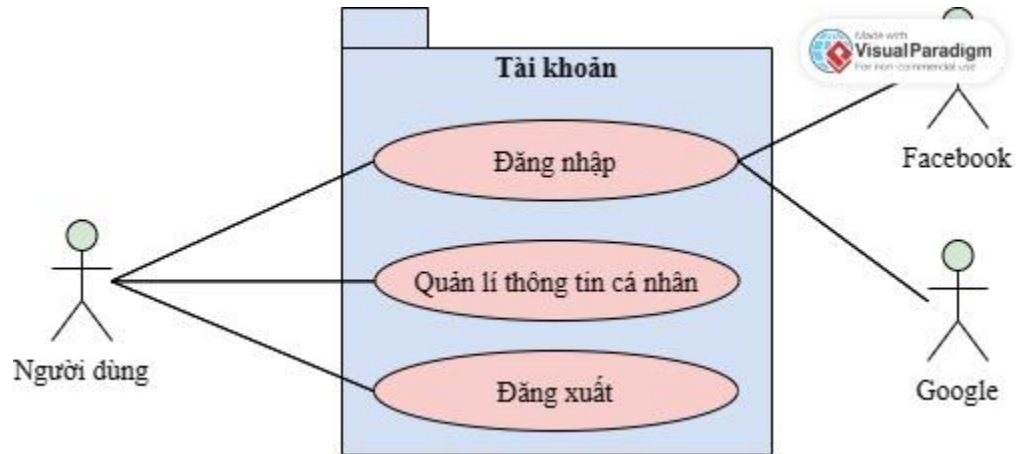 Made with
Visual Paradigm
For non-commercial use
Tài khoản
Đăng nhập
Facebook
Quản lí thông tin cá nhân
Người dùng
Đăng xuất
Google